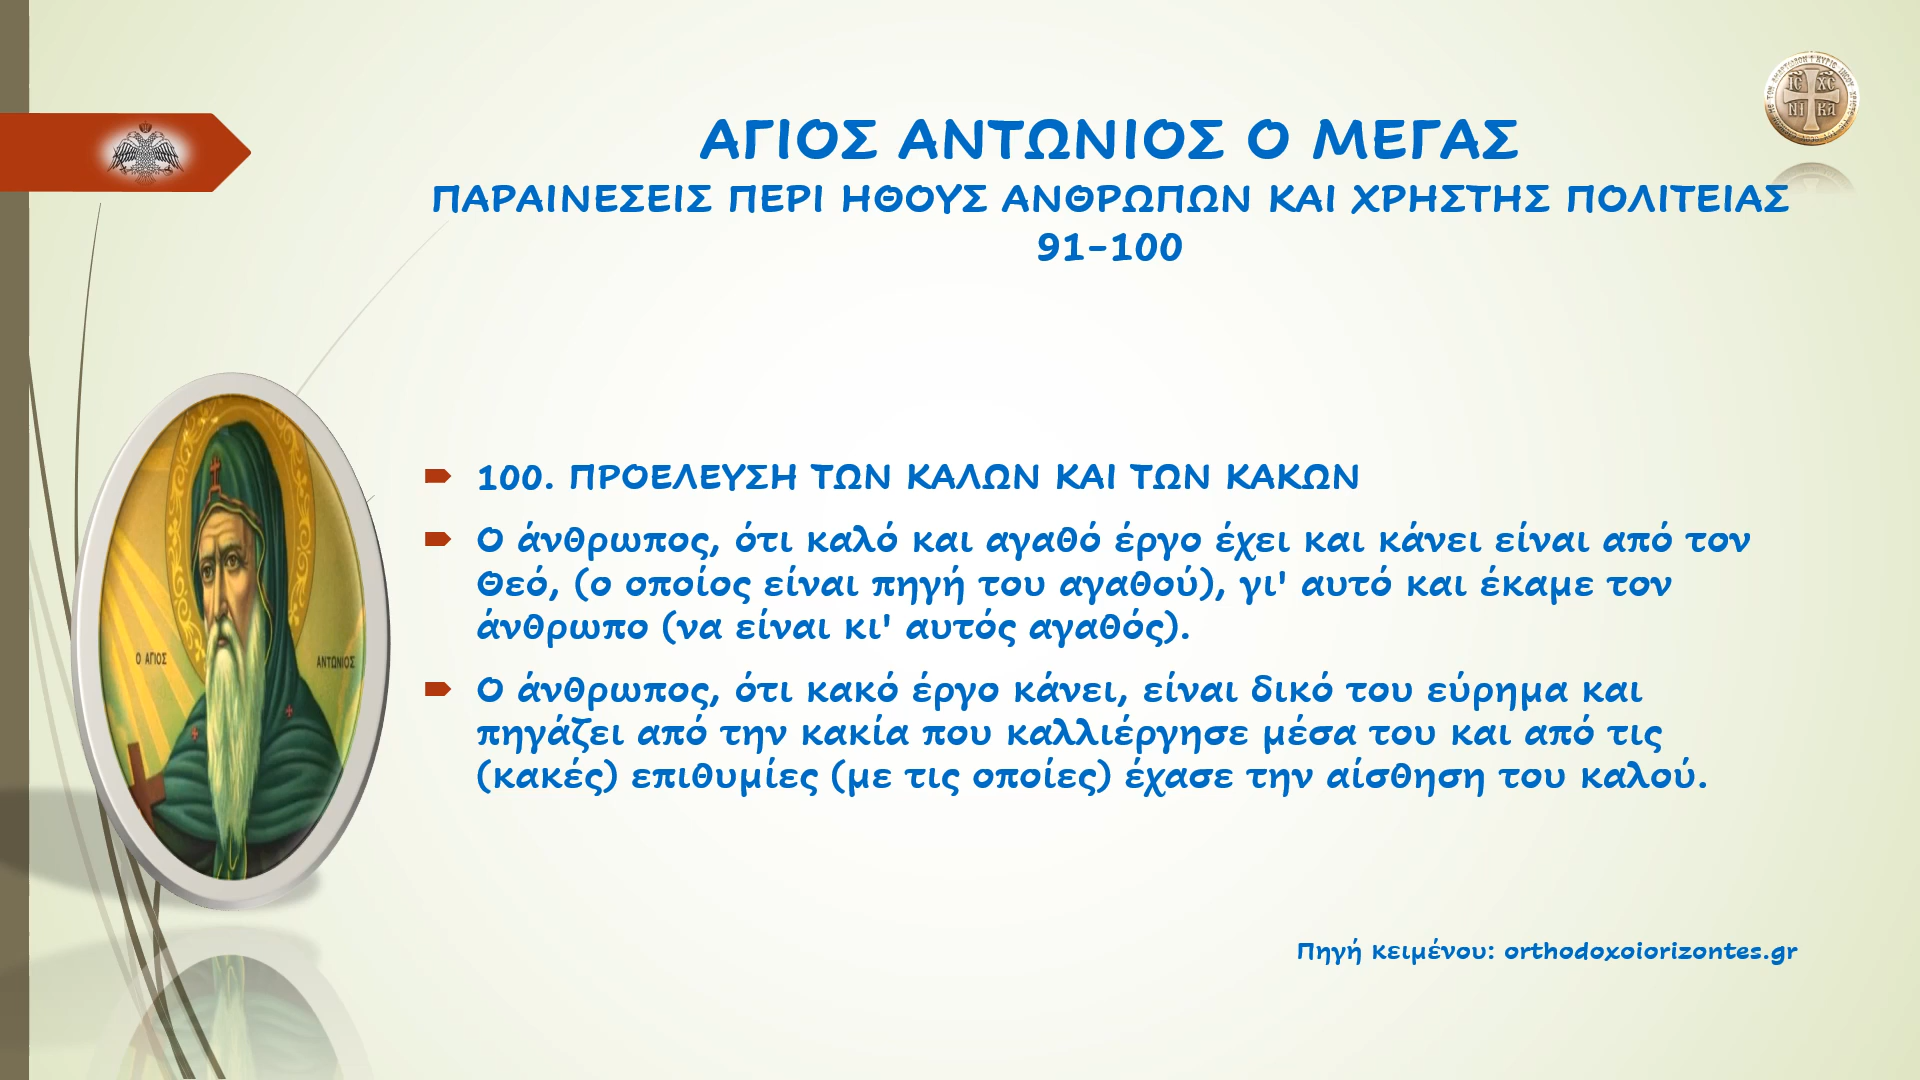 ΑΓΙΟΣ ΑΝΤΩΝΙΟΣ Ο ΜΕΓΑΣ
ΠΑΡΑΙΝΕΣΕΙΣ ΠΕΡΙ ΗΘΟΥΣ ΑΝΘΡΩΠΩΝ ΚΑΙ ΧΡΗΣΤΗΣ ΠΟΛΙΤΕΙΑΣ
91-100
IC XC
NI KA
100. ΠΡΟΕΛΕΥΣΗ ΤΩΝ ΚΑΛΩΝ ΚΑΙ ΤΩΝ ΚΑΚΩΝ
Ο άνθρωπος, ότι καλό και αγαθό έργο έχει και κάνει είναι από τον
Θεό, (ο οποίος είναι πηγή του αγαθού), γι' αυτό και έκαμε τον
άνθρωπο (να είναι κι' αυτός αγαθός).
Ο άνθρωπος, ότι κακό έργο κάνει, είναι δικό του εύρημα και
πηγάζει από την κακία που καλλιέργησε μέσα του και από τις
(κακές) επιθυμίες (με τις οποίες) έχασε την αίσθηση του καλού.
Ο ΑΓΙΟΣ ΑΝΤΩΝΙΟΣ
Πηγή κειμένου: orthodoxoiorizontes.gr